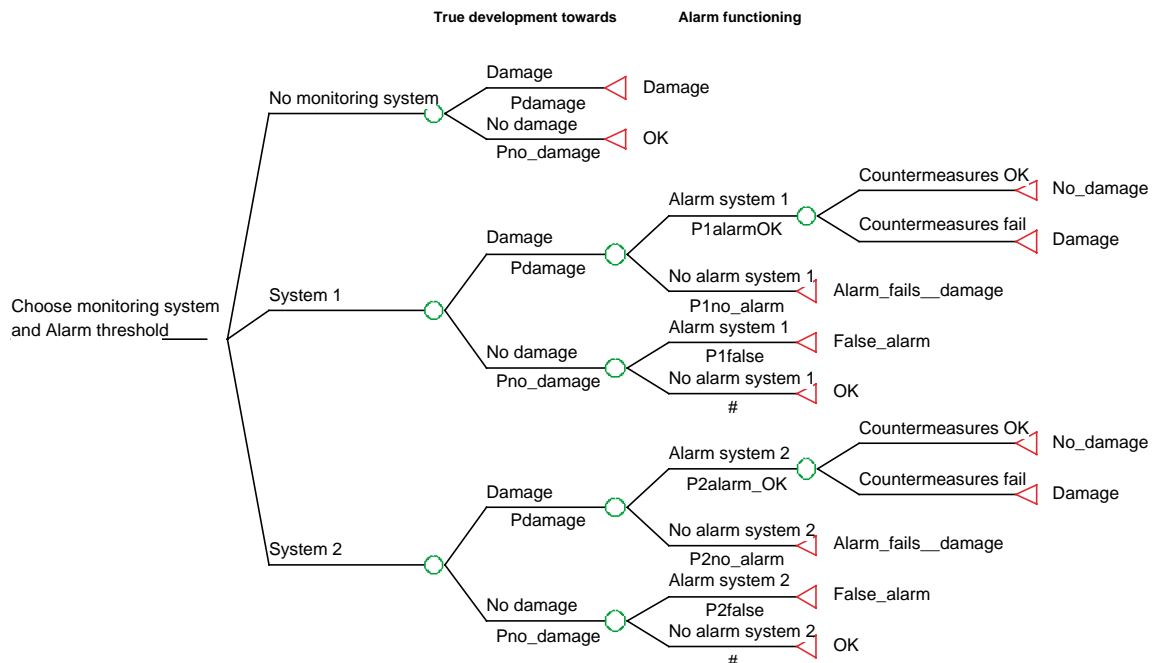 True development towards
Alarm functioning
Damage
No monitoring system
Damage
Pdamage
No damage
OK
Pno_damage
Countermeasures OK
No_damage
Alarm system 1
P1alarmOK
Countermeasures fail
Damage
Damage
Pdamage
No alarm system 1
Alarm_fails__damage
P1no_alarm
System 1
Choose monitoring system
and Alarm threshold
Alarm system 1
False_alarm
P1false
No damage
Pno_damage
No alarm system 1
OK
#
Countermeasures OK
No_damage
Alarm system 2
P2alarm_OK
Countermeasures fail
Damage
Damage
Pdamage
No alarm system 2
Alarm_fails__damage
P2no_alarm
System 2
Alarm system 2
False_alarm
P2false
No damage
Pno_damage
No alarm system 2
OK
#